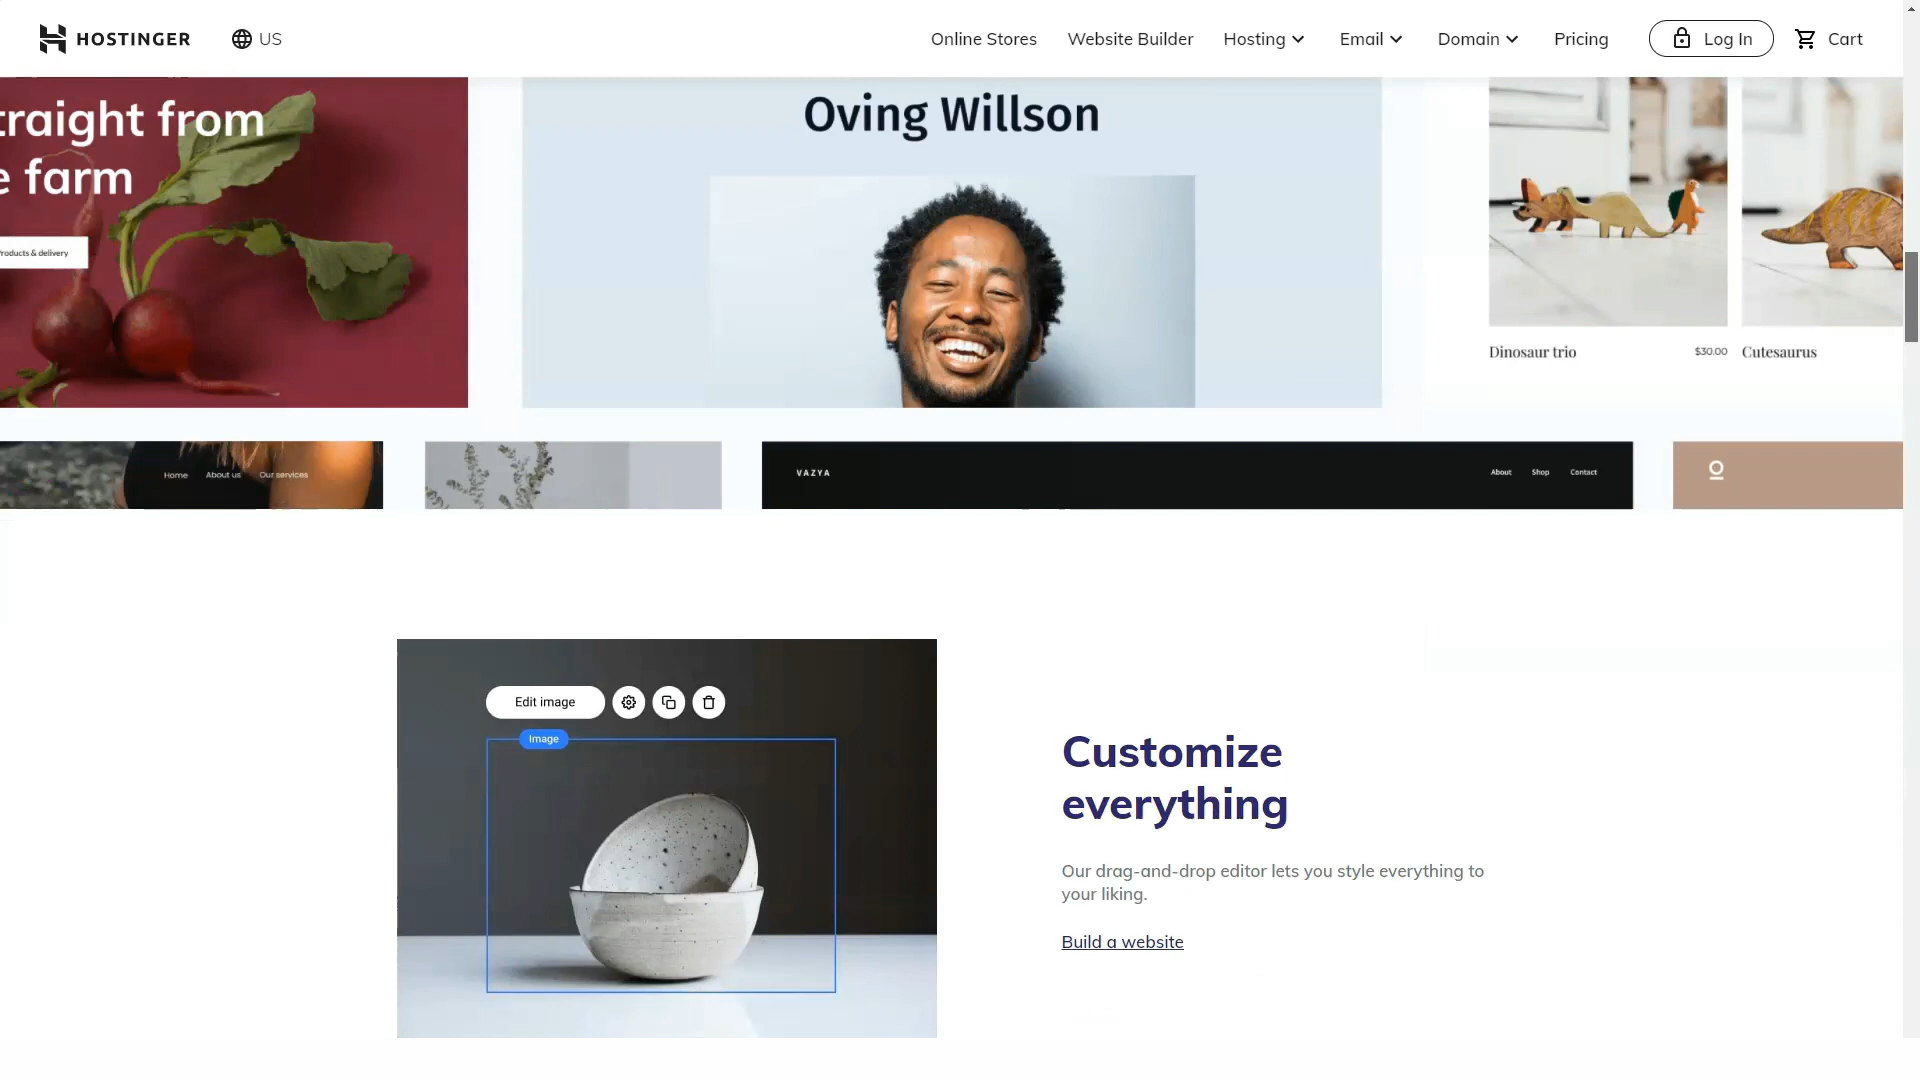 HOSTINGER
US
Online Stores
Website Builder
Hosting
Email
Domain
Pricing
Log In
Cart
traight from
e farm
roducts & delivery
Oving Willson
Dinosaur trio
$30.00
Cutesaurus
Home
About us
Our services
VAZYA
About
Shop
Contact
Edit image
Image
Customize
everything
Our drag-and-drop editor lets you style everything to
your liking.
Build a website